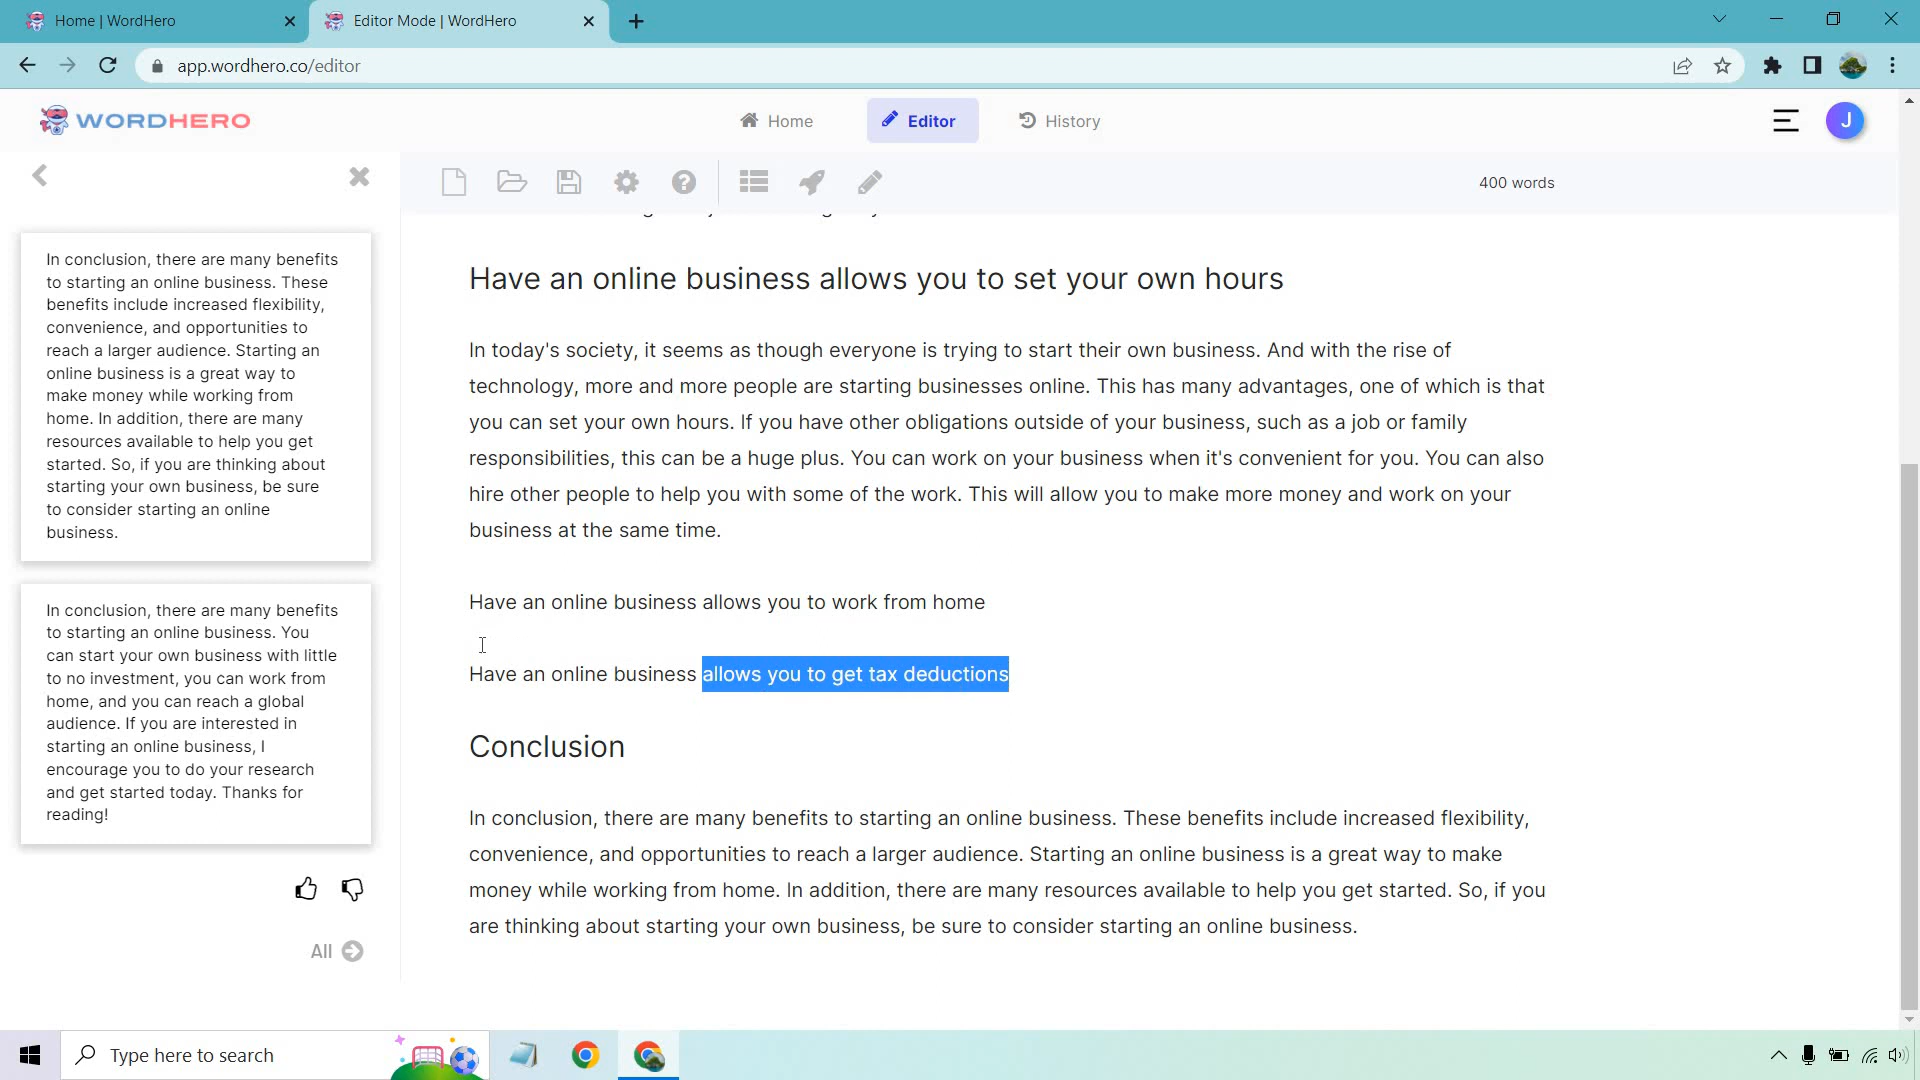 Home | WordHero
Editor Mode | WordHero
app.wordhero.co/editor
WORDHERO
Home
Editor
History
J
400 words
In conclusion, there are many benefits
to starting an online business. These
benefits include increased flexibility,
convenience, and opportunities to
reach a larger audience. Starting an
online business is a great way to
make money while working from
home. In addition, there are many
resources available to help you get
started. So, if you are thinking about
starting your own business, be sure
to consider starting an online
business.
In conclusion, there are many benefits
to starting an online business. You
can start your own business with little
to no investment, you can work from
home, and you can reach a global
audience. If you are interested in
starting an online business, I
encourage you to do your research
and get started today. Thanks for
reading!
All
Have an online business allows you to set your own hours
In today's society, it seems as though everyone is trying to start their own business. And with the rise of
technology, more and more people are starting businesses online. This has many advantages, one of which is that
you can set your own hours. If you have other obligations outside of your business, such as a job or family
responsibilities, this can be a huge plus. You can work on your business when it's convenient for you. You can also
hire other people to help you with some of the work. This will allow you to make more money and work on your
business at the same time.
Have an online business allows you to work from home
Have an online business allows you to get tax deductions
Conclusion
In conclusion, there are many benefits to starting an online business. These benefits include increased flexibility,
convenience, and opportunities to reach a larger audience. Starting an online business is a great way to make
money while working from home. In addition, there are many resources available to help you get started. So, if you
are thinking about starting your own business, be sure to consider starting an online business.
Type here to search